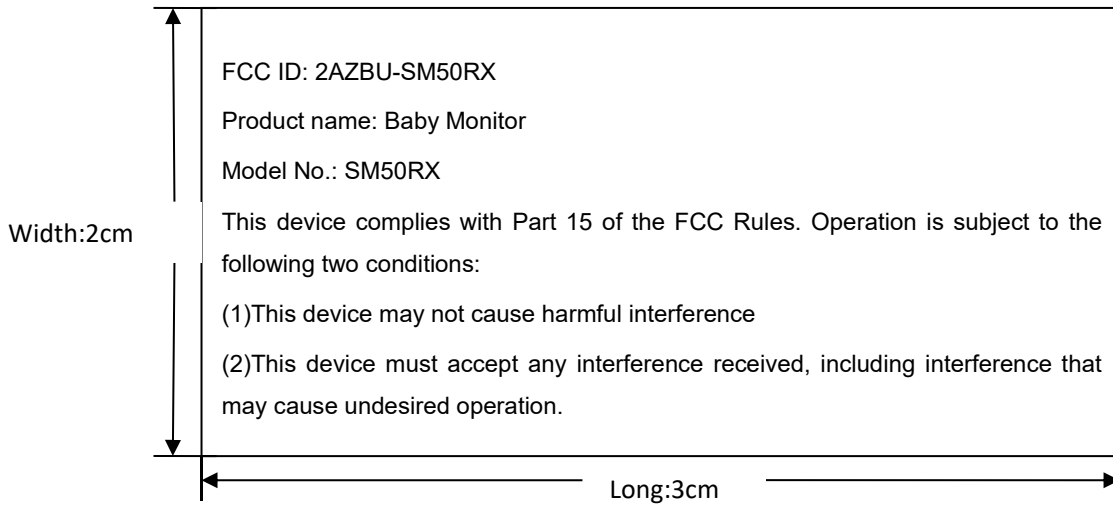 FCC ID: 2AZBU-SM50RX
Product name: Baby Monitor
Model No.: SM50RX
This device complies with Part 15 of the FCC Rules. Operation is subject to the
following two conditions:
(1)This device may not cause harmful interference
(2)This device must accept any interference received, including interference that
may cause undesired operation.
Width:2cm
Long:3cm